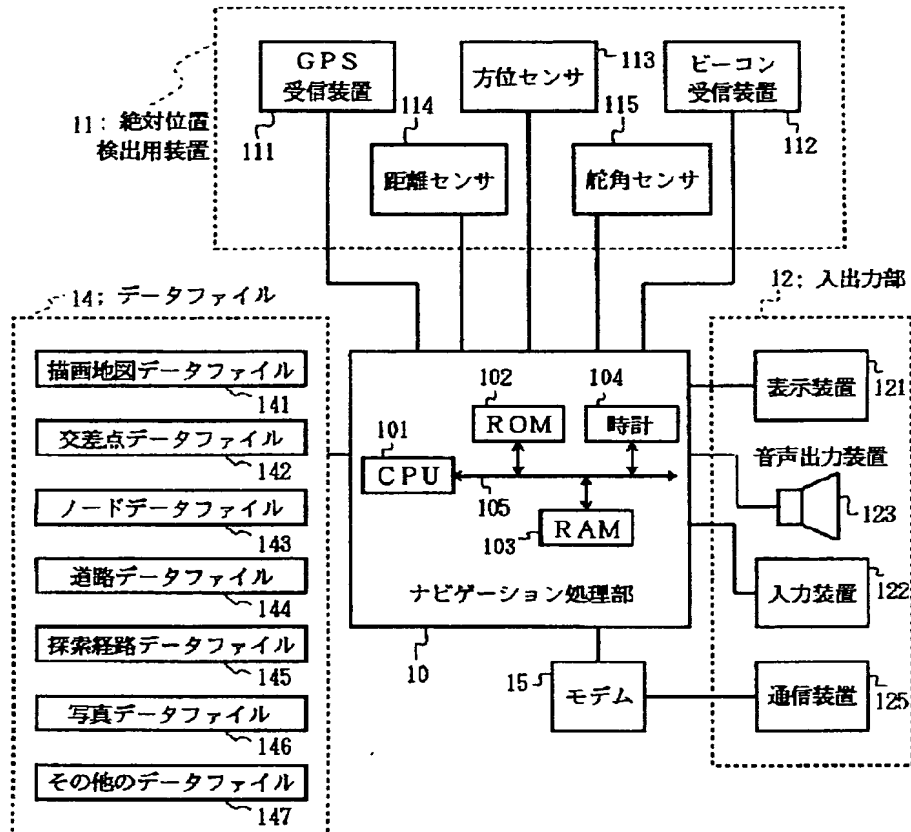 GPS
受信装置
111
方位センサ
113
ビーコン
受信装置
112
11: 絶対位置
検出用装置
114
距離センサ
115
舵角センサ
14; データファイル
描画地図データファイル
141
交差点データファイル
142
ノードデータファイル
143
道路データファイル
144
探索経路データファイル
145
写真データファイル
146
その他のデータファイル
147
101
CPU
102
ROM
104
時計
105
103
RAM
ナビゲーション処理部
10
15
モデム
12: 入出力部
表示装置
121
音声出力装置
123
入力装置
122
通信装置
125